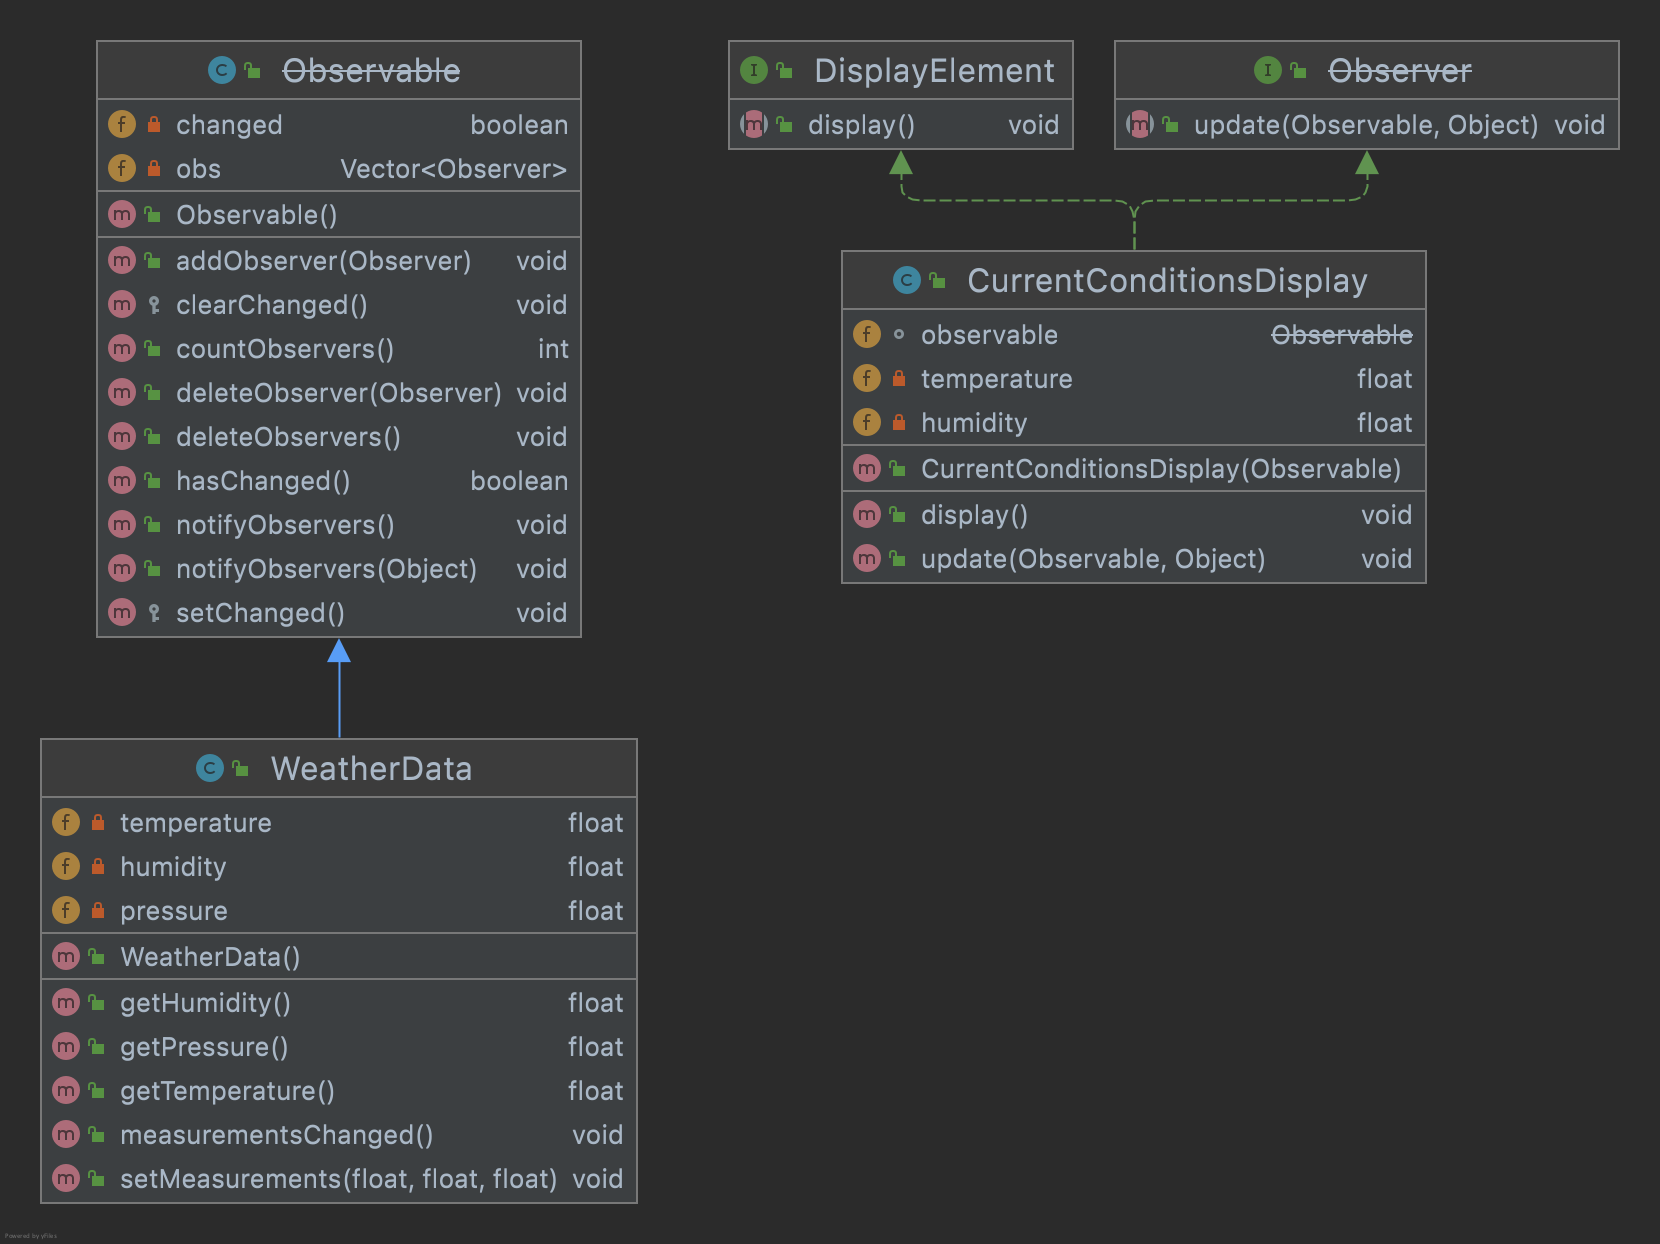 Observable
changed boolean
obs Vector<Observer>
Observable()
addObserver(Observer) void
clearChanged() void
countObservers() int
deleteObserver(Observer) void
deleteObservers() void
hasChanged() boolean
notifyObservers() void
notifyObservers(Object) void
setChanged() void
DisplayElement
display() void
Observer
update(Observable, Object) void
CurrentConditionsDisplay
observable Observable
temperature float
humidity float
CurrentConditionsDisplay(Observable)
display() void
update(Observable, Object) void
WeatherData
temperature float
humidity float
pressure float
WeatherData()
getHumidity() float
getPressure() float
getTemperature() float
measurementsChanged() void
setMeasurements(float, float, float) void
Powered by yFiles